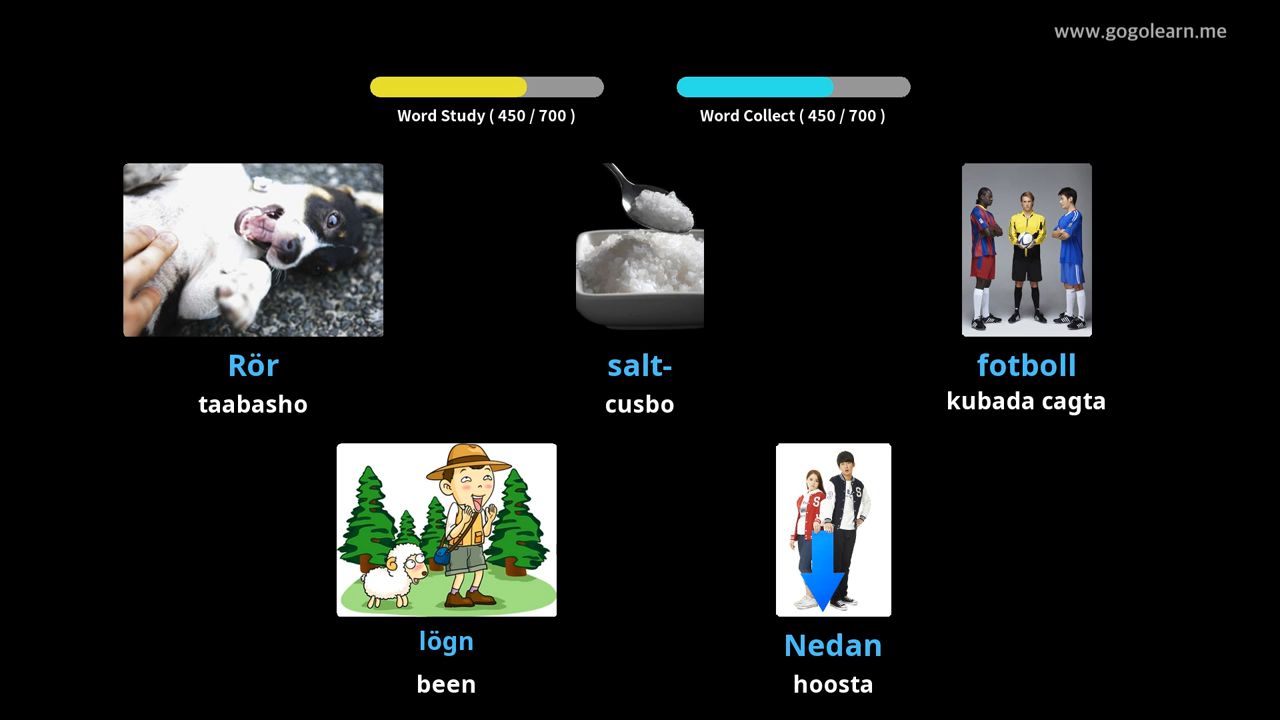 www.gogolearn.me
Word Study ( 450 / 700 )
Word Collect ( 450 / 700 )
Rör
taabasho
salt-
cusbo
fotboll
kubada cagta
lögn
been
Nedan
hoosta